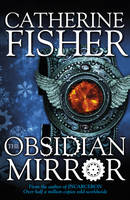 CATHERINE
FISHER
THE
OBSIDIAN
MIRROR
From the author of INCARCERON
Over half a million copies sold worldwide